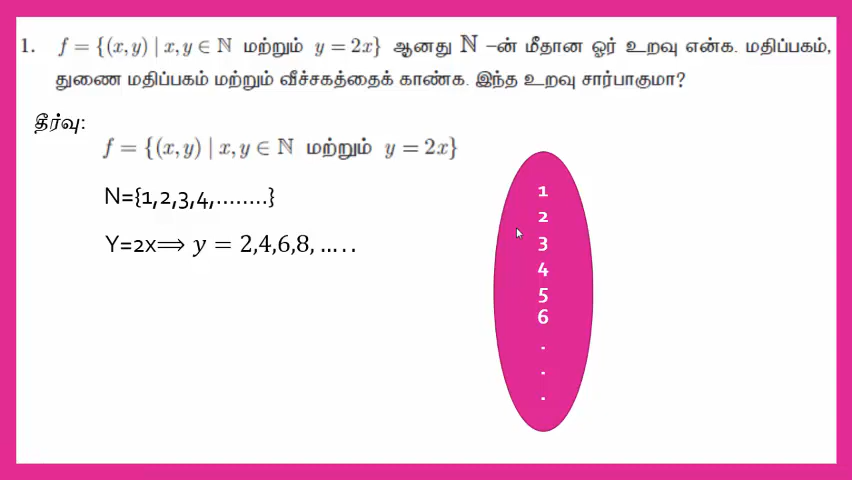 1. f = {(x, y) | x, y ∈ ℕ மற்றும் y = 2x} ஆனது ℕ –ன் மீதான ஓர் உறவு என்க. மதிப்பகம்,
துணை மதிப்பகம் மற்றும் வீச்சகத்தைக் காண்க. இந்த உறவு சார்பாகுமா?
தீர்வு:
f = {(x, y) | x, y ∈ ℕ மற்றும் y = 2x}
N={1,2,3,4,........}
Y=2x⟹ y = 2,4,6,8, .....
1
2
3
4
5
6
.
.
.